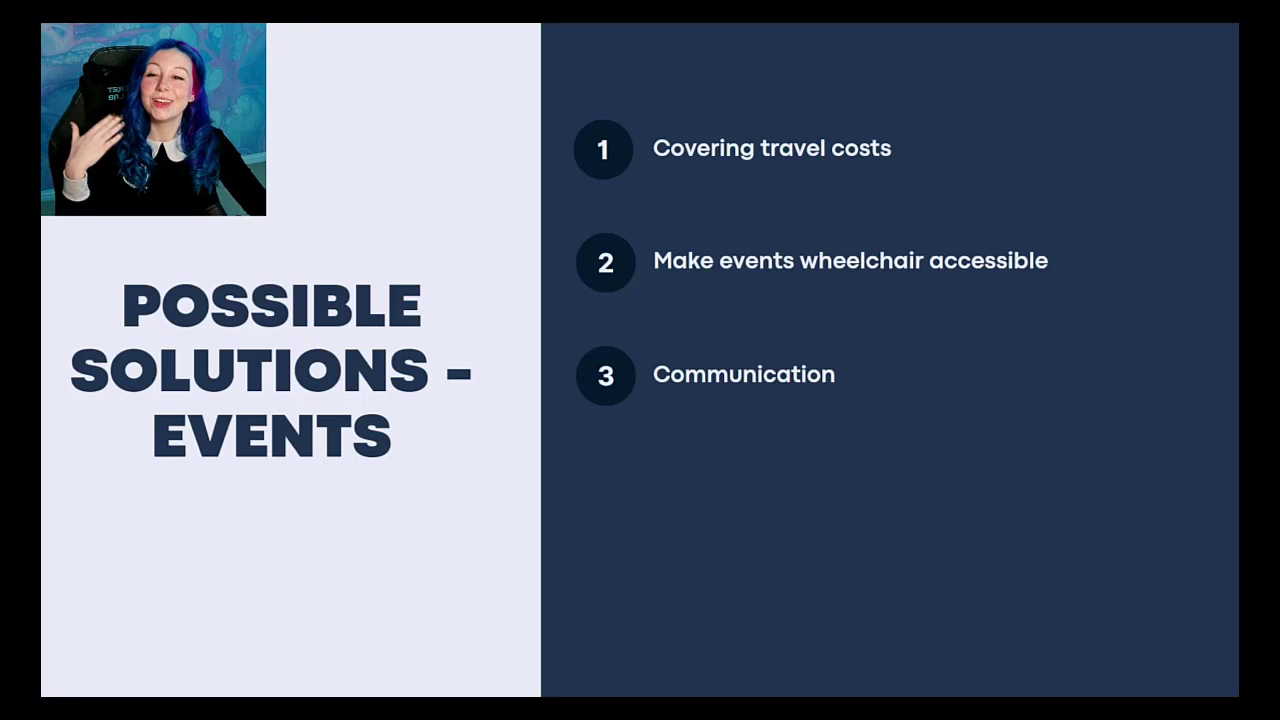 POSSIBLE
SOLUTIONS -
EVENTS
1 Covering travel costs
2 Make events wheelchair accessible
3 Communication